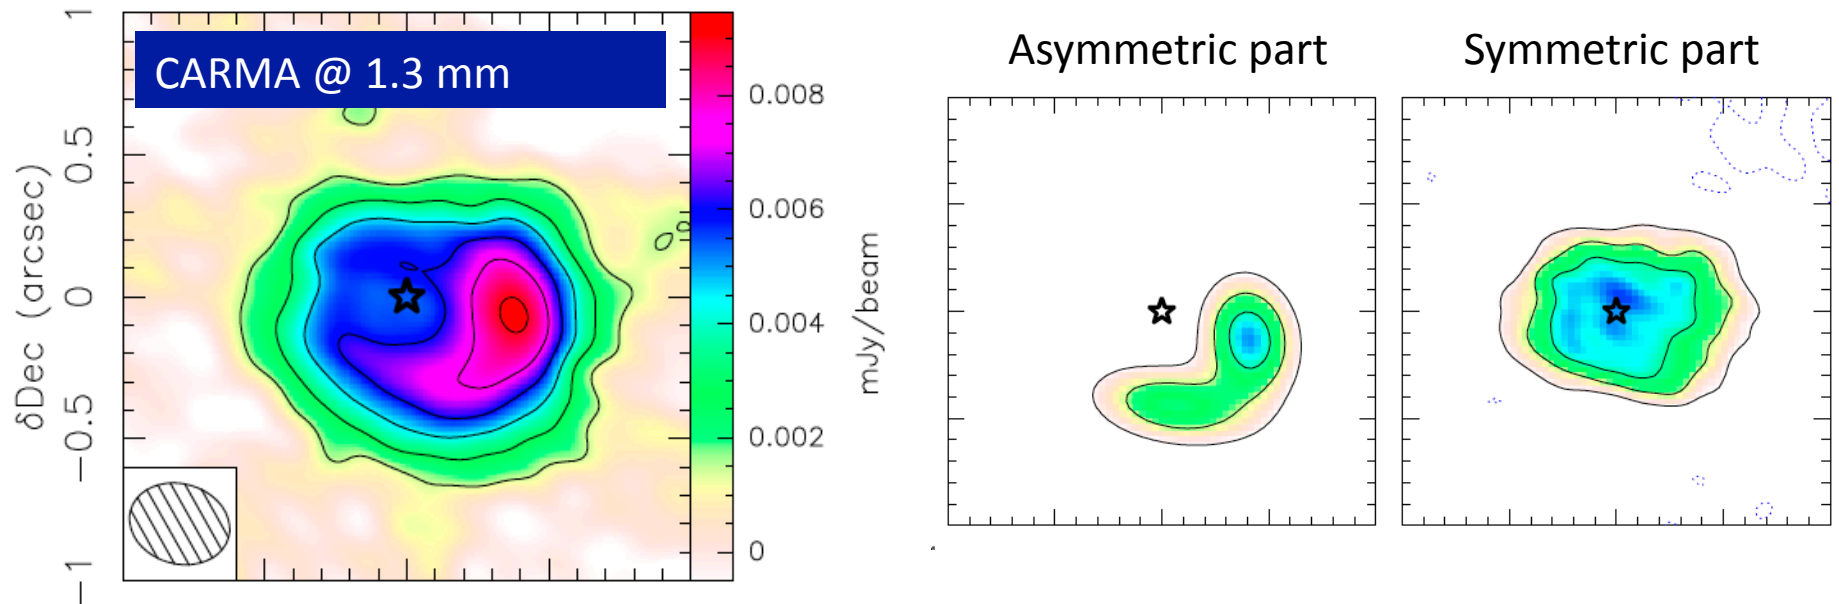 CARMA @ 1.3 mm
Asymmetric part
Symmetric part
δDec (arcsec)
1
0.5
0
−0.5
−1
0.008
0.006
0.004
0.002
0
mJy/beam